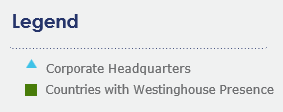 Legend
Corporate Headquarters
Countries with Westinghouse Presence